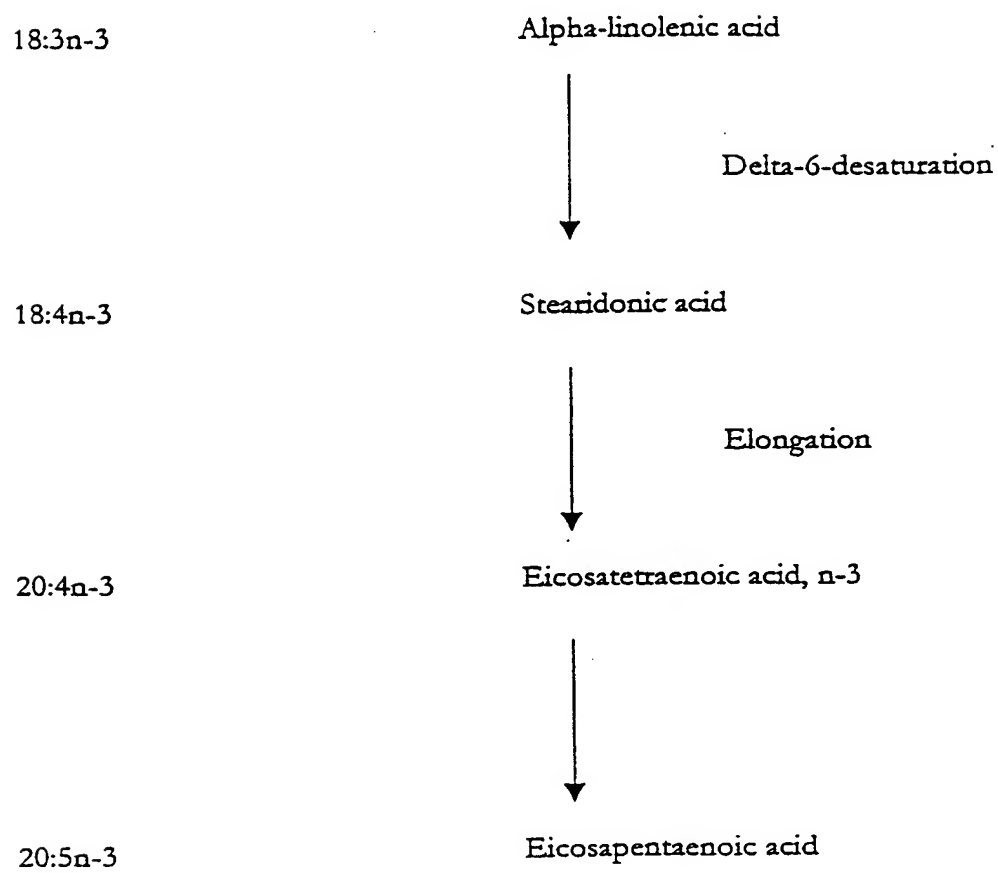 18:3n-3 Alpha-linolenic acid
Delta-6-desaturation
18:4n-3 Stearidonic acid
Elongation
20:4n-3 Eicosatetraenoic acid, n-3
20:5n-3 Eicosapentaenoic acid